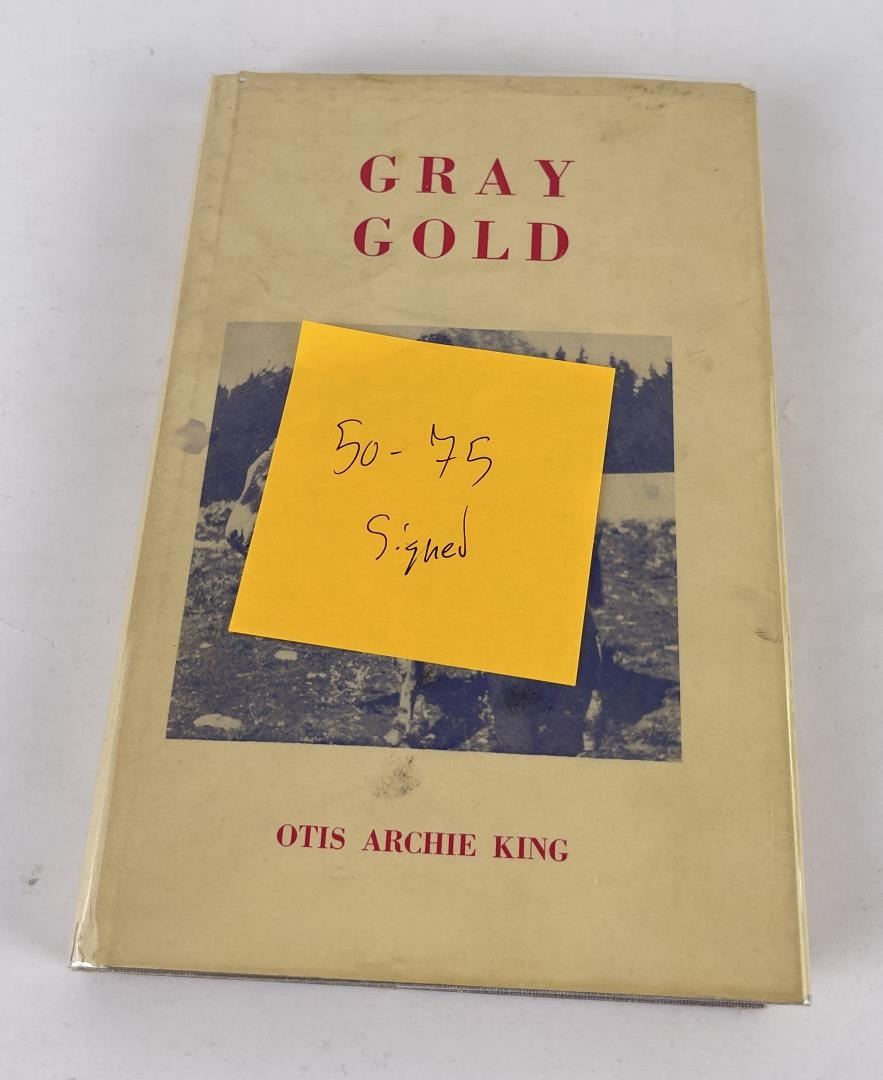 GRAY
GOLD
50 - 75
Signed
OTIS ARCHIE KING